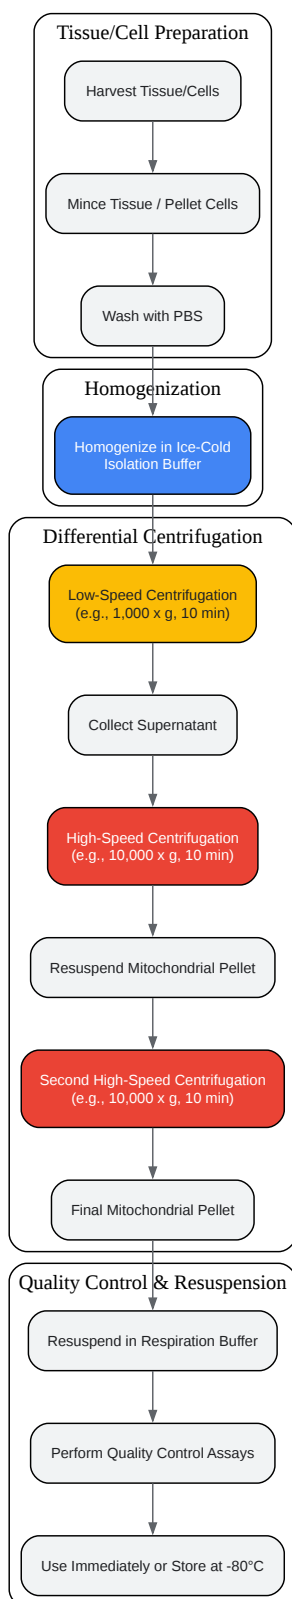 Tissue/Cell Preparation
Harvest Tissue/Cells
Mince Tissue / Pellet Cells
Wash with PBS
Homogenization
Homogenize in Ice-Cold
Isolation Buffer
Differential Centrifugation
Low-Speed Centrifugation
(e.g., 1,000 x g, 10 min)
Collect Supernatant
High-Speed Centrifugation
(e.g., 10,000 x g, 10 min)
Resuspend Mitochondrial Pellet
Second High-Speed Centrifugation
(e.g., 10,000 x g, 10 min)
Final Mitochondrial Pellet
Quality Control & Resuspension
Resuspend in Respiration Buffer
Perform Quality Control Assays
Use Immediately or Store at -80°C